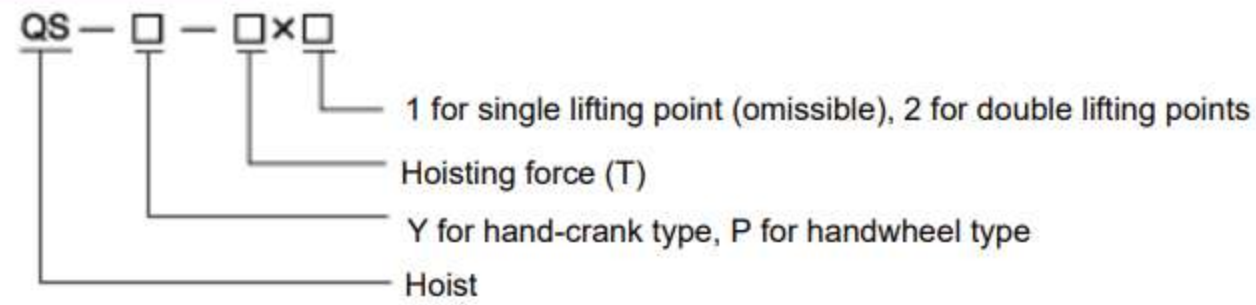 QS — □ — □×□
1 for single lifting point (omissible), 2 for double lifting points
Hoisting force (T)
Y for hand-crank type, P for handwheel type
Hoist